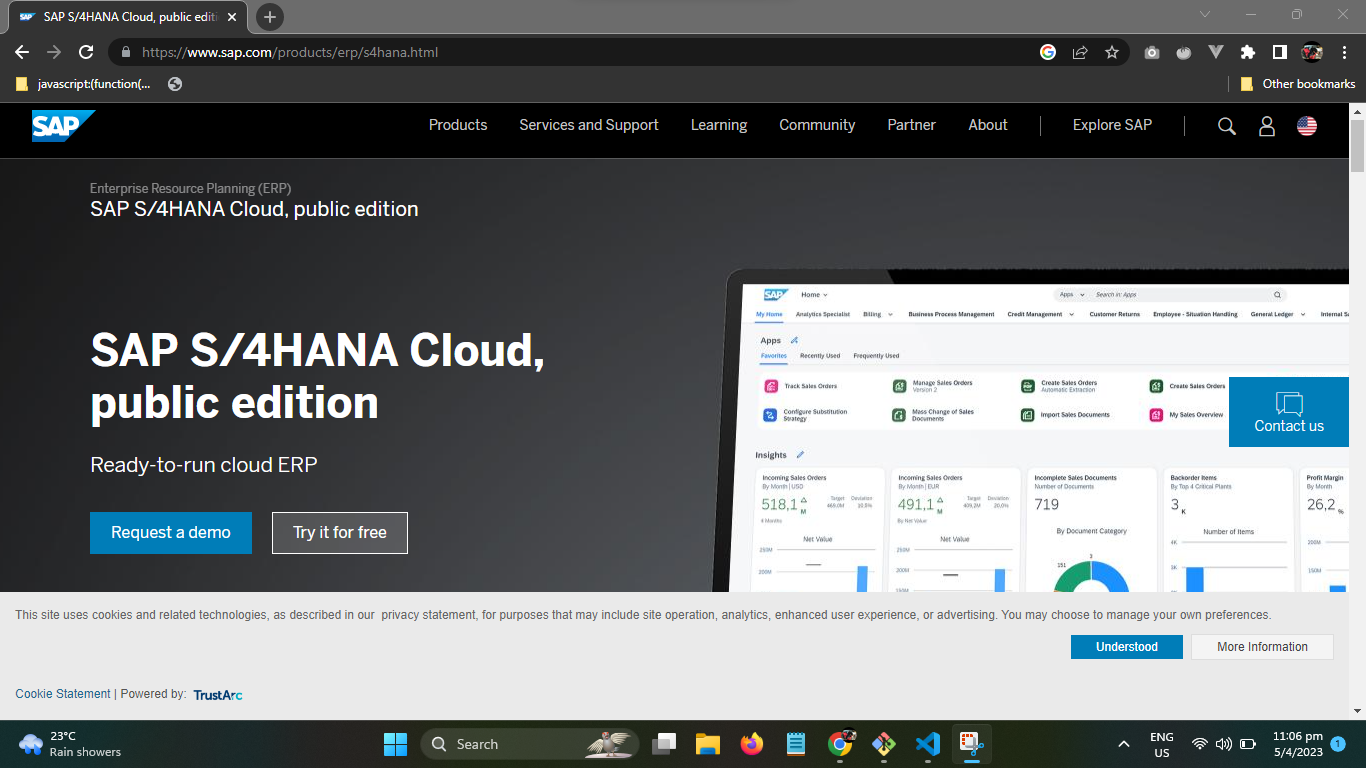 SAP SAP S/4HANA Cloud, public editi
https://www.sap.com/products/erp/s4hana.html
javascript:(function(...
Other bookmarks
SAP
Products
Services and Support
Learning
Community
Partner
About
Explore SAP
Enterprise Resource Planning (ERP)
SAP S/4HANA Cloud, public edition
SAP S/4HANA Cloud,
public edition
Ready-to-run cloud ERP
Request a demo
Try it for free
SAP Home
Apps
Search in: Apps
My Home
Analytics Specialist
Billing
Business Process Management
Credit Management
Customer Returns
Employee - Situation Handling
General Ledger
Internal Sa
Apps
Favorites
Recently Used
Frequently Used
Track Sales Orders
Manage Sales Orders
Version 2
Create Sales Orders
Automatic Extraction
Create Sales Orders
Configure Substitution
Strategy
Mass Change of Sales
Documents
Import Sales Documents
My Sales Overview
Contact us
Insights
Incoming Sales Orders
By Month | USD
518,1 M
Target
Deviation
4 Months
Net Value
250M
200M
Incoming Sales Orders
By Month | EUR
491,1 M
Target
Deviation
By Net Value
Net Value
250M
200M
150M
Incomplete Sales Documents
Number of Documents
719
By Document Category
3
151
Backorder Items
By Top 4 Critical Plants
3 K
Number of Items
4K
Profit Margin
By Month
26,2 %
200M
150M
This site uses cookies and related technologies, as described in our privacy statement, for purposes that may include site operation, analytics, enhanced user experience, or advertising. You may choose to manage your own preferences.
Understood
More Information
Cookie Statement | Powered by: TrustArc
23°C
Rain showers
Search
ENG
US
11:06 pm
5/4/2023
1